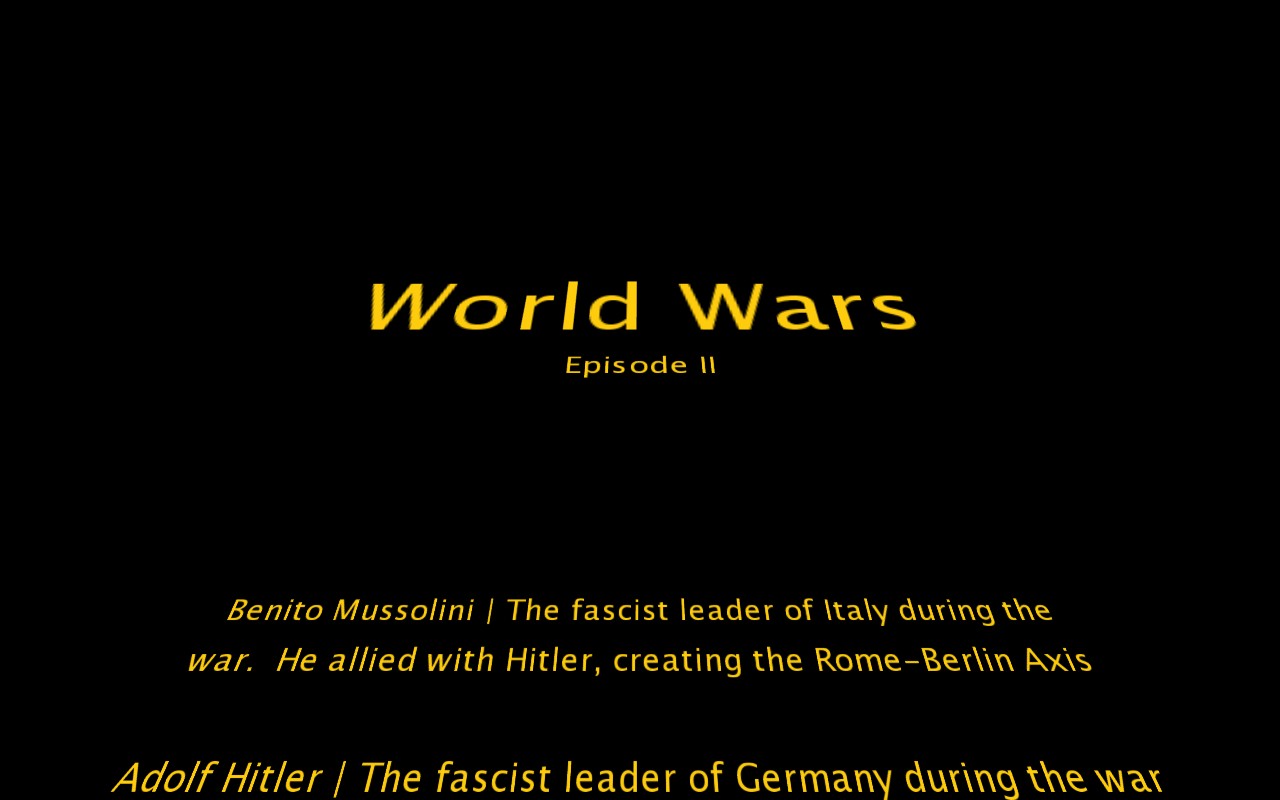 World Wars
Episode II
Benito Mussolini | The fascist leader of Italy during the
war.  He allied with Hitler, creating the Rome-Berlin Axis
Adolf Hitler | The fascist leader of Germany during the war